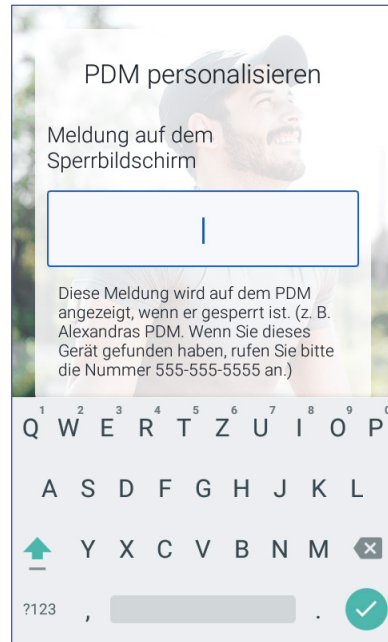 PDM personalisieren
Meldung auf dem
Sperrbildschirm
Diese Meldung wird auf dem PDM
angezeigt, wenn er gesperrt ist. (z. B.
Alexandras PDM. Wenn Sie dieses
Gerät gefunden haben, rufen Sie bitte
die Nummer 555-555-5555 an.)
1 2 3 4 5 6 7 8 9 0
Q W E R T Z U I O P
A S D F G H J K L
Y X C V B N M
?123 , .